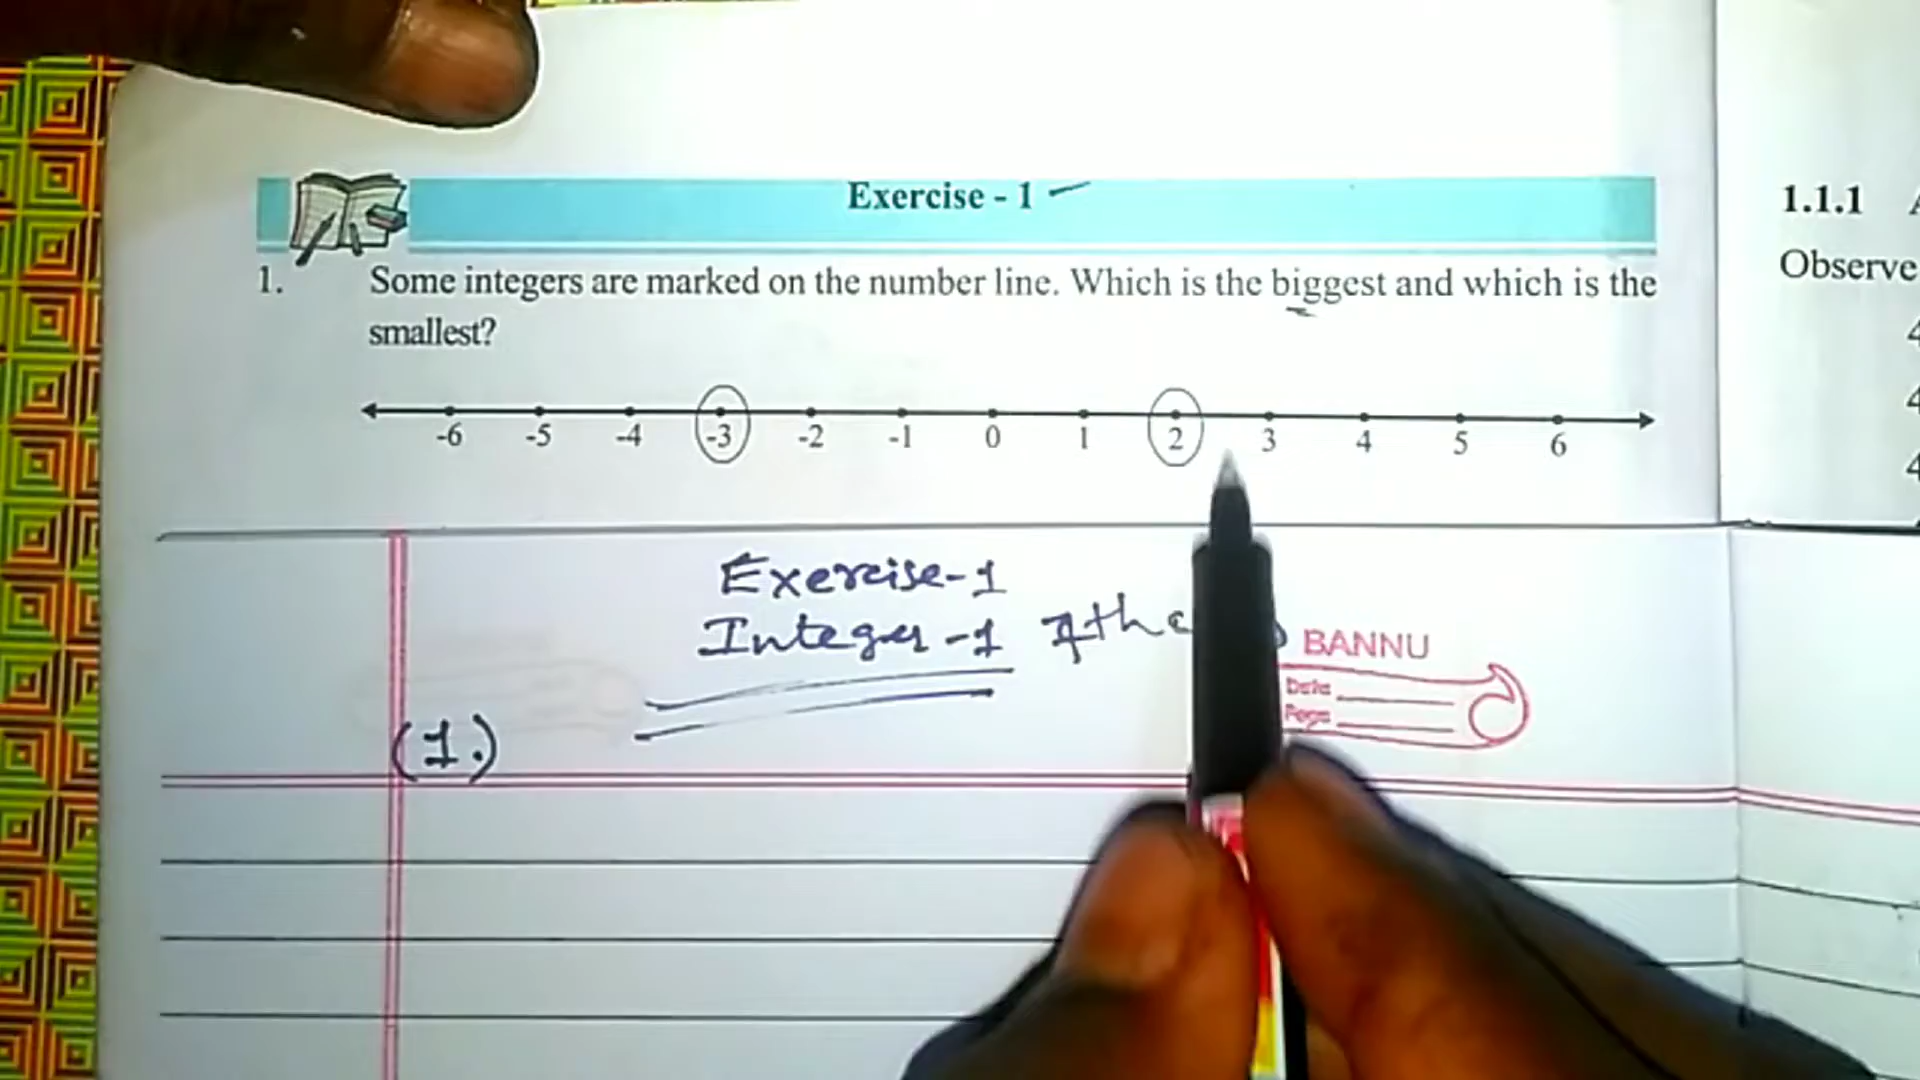 Exercise - 1
1. Some integers are marked on the number line. Which is the biggest and which is the
smallest?
-6 -5 -4 -3 -2 -1 0 1 2 3 4 5 6
1.1.1
Observe
Exercise-1
Integer-1 7th
BANNU
Date
Page
(1.)